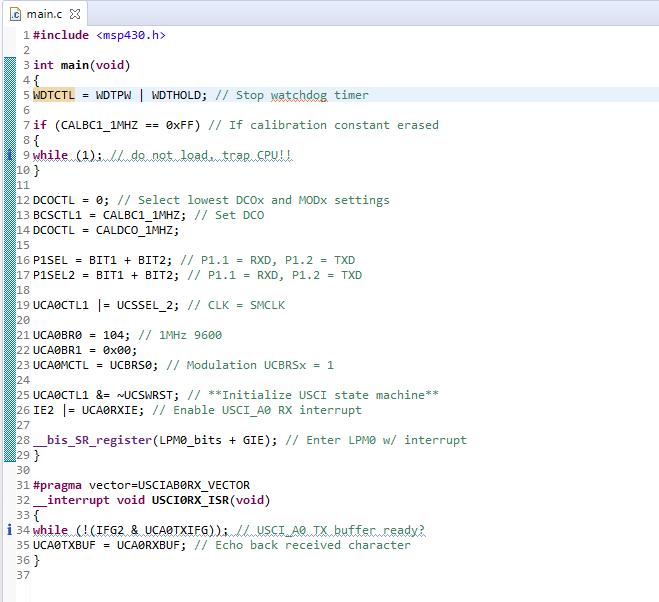 main.c
1 #include <msp430.h>
2
3 int main(void)
4 {
5 WDTCTL = WDTPW | WDTHOLD; // Stop watchdog timer
6
7 if (CALBC1_1MHZ == 0xFF) // If calibration constant erased
8 {
9 while (1); // do not load, trap CPU!!
10 }
11
12 DCOCTL = 0; // Select lowest DCOx and MODx settings
13 BCSCTL1 = CALBC1_1MHZ; // Set DCO
14 DCOCTL = CALDCO_1MHZ;
15
16 P1SEL = BIT1 + BIT2; // P1.1 = RXD, P1.2 = TXD
17 P1SEL2 = BIT1 + BIT2; // P1.1 = RXD, P1.2 = TXD
18
19 UCA0CTL1 |= UCSSEL_2; // CLK = SMCLK
20
21 UCA0BR0 = 104; // 1MHz 9600
22 UCA0BR1 = 0x00;
23 UCA0MCTL = UCBRS0; // Modulation UCBRSx = 1
24
25 UCA0CTL1 &= ~UCSWRST; // **Initialize USCI state machine**
26 IE2 |= UCA0RXIE; // Enable USCI_A0 RX interrupt
27
28 __bis_SR_register(LPM0_bits + GIE); // Enter LPM0 w/ interrupt
29 }
30
31 #pragma vector=USCIAB0RX_VECTOR
32 __interrupt void USCI0RX_ISR(void)
33 {
34 while (!(IFG2 & UCA0TXIFG)); // USCI_A0 TX buffer ready?
35 UCA0TXBUF = UCA0RXBUF; // Echo back received character
36 }
37